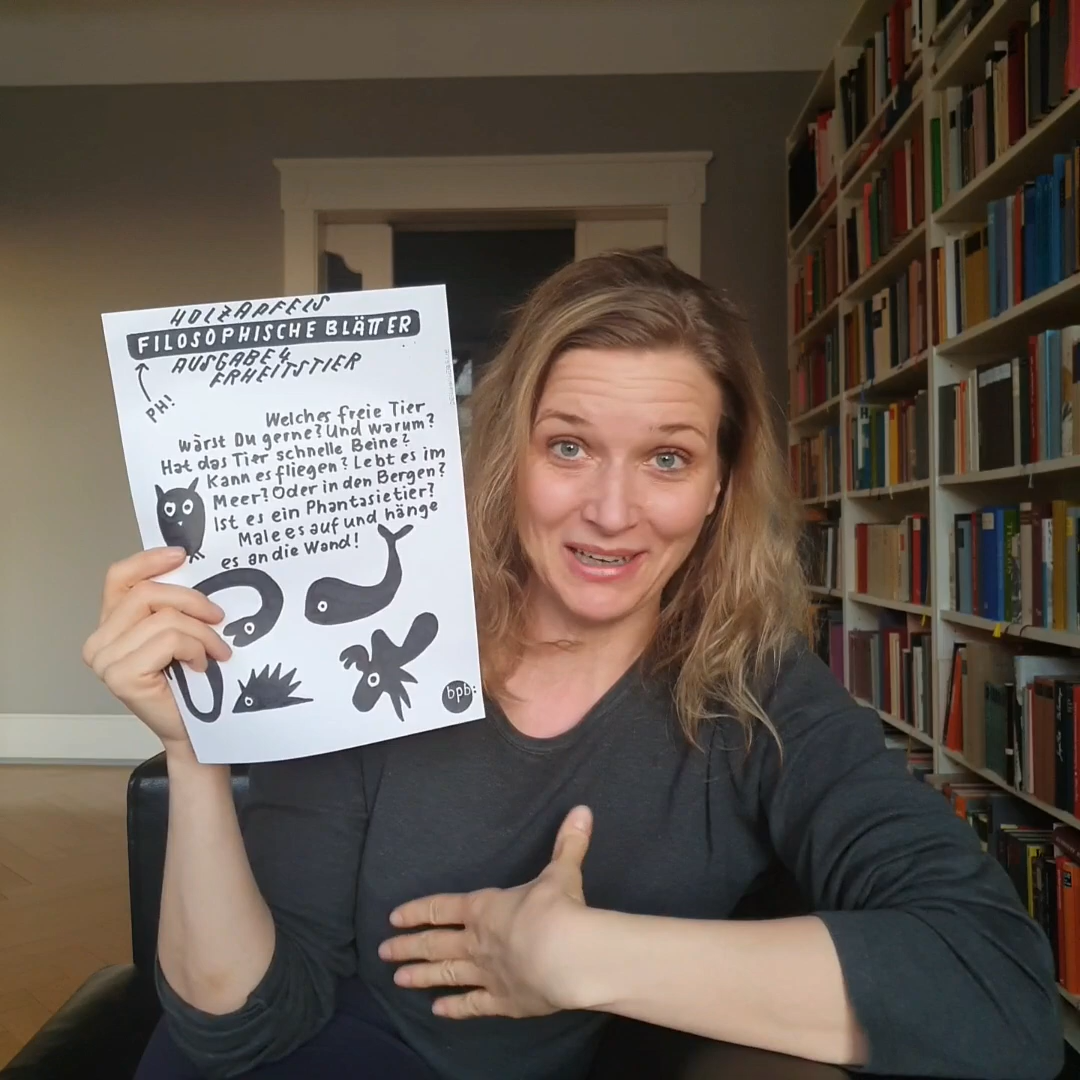 HOLZAPFELS
FILOSOPHISCHE BLÄTTER
AUSGABE 4
FRHEITSTIER
PH!
Welches freie Tier
wärst Du gerne? Und warum?
Hat das Tier schnelle Beine?
Kann es fliegen? Lebt es im
Meer? Oder in den Bergen?
Ist es ein Phantasietier?
Male es auf und hänge
es an die Wand!
bpb: